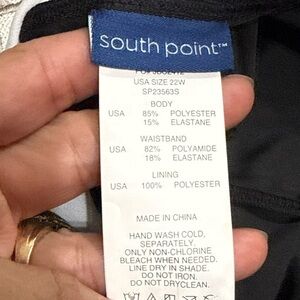 south point™
USA SIZE 22W
SP23563S
BODY
USA 85% POLYESTER
15% ELASTANE
WAISTBAND
USA 82% POLYAMIDE
18% ELASTANE
LINING
USA 100% POLYESTER
MADE IN CHINA
HAND WASH COLD,
SEPARATELY.
ONLY NON-CHLORINE
BLEACH WHEN NEEDED.
LINE DRY IN SHADE.
DO NOT IRON.
DO NOT DRYCLEAN.